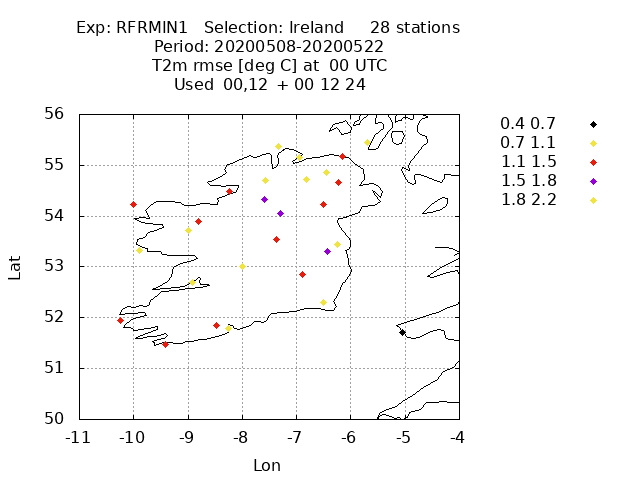 Exp: RFRMIN1 Selection: Ireland 28 stations
Period: 20200508-20200522
T2m rmse [deg C] at 00 UTC
Used 00,12 + 00 12 24
0.4 0.7
0.7 1.1
1.1 1.5
1.5 1.8
1.8 2.2
56
55
54
53
52
51
50
Lat
-11 -10 -9 -8 -7 -6 -5 -4
Lon